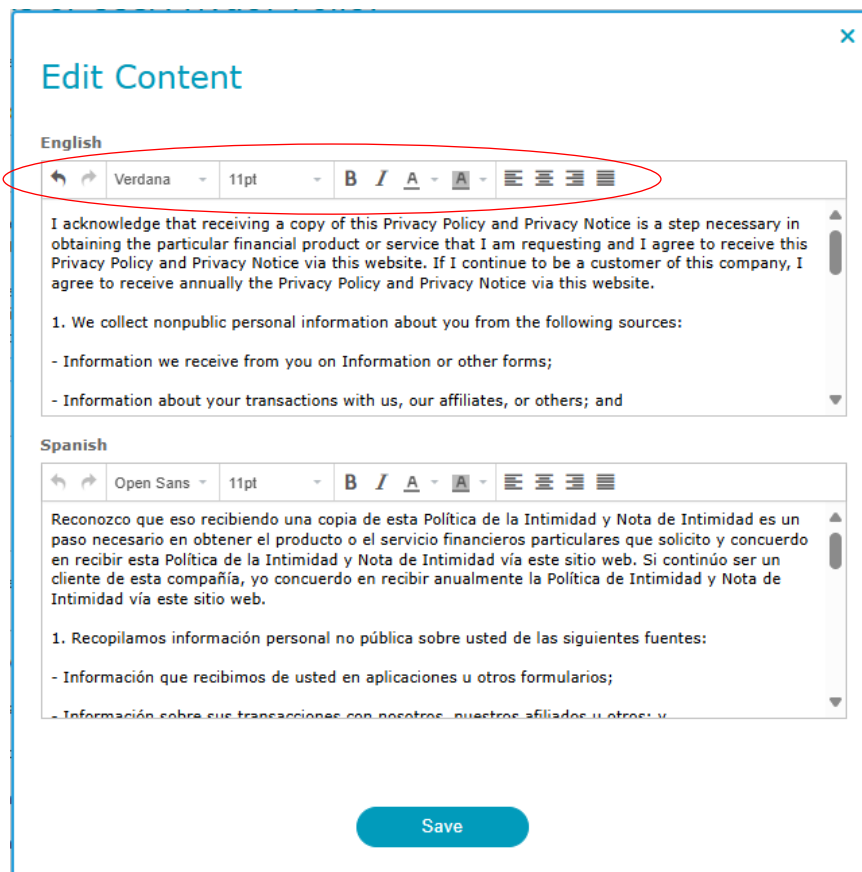 ×
Edit Content
English
Verdana 11pt B I A A
I acknowledge that receiving a copy of this Privacy Policy and Privacy Notice is a step necessary in
obtaining the particular financial product or service that I am requesting and I agree to receive this
Privacy Policy and Privacy Notice via this website. If I continue to be a customer of this company, I
agree to receive annually the Privacy Policy and Privacy Notice via this website.
1. We collect nonpublic personal information about you from the following sources:
- Information we receive from you on Information or other forms;
- Information about your transactions with us, our affiliates, or others; and
Spanish
Open Sans 11pt B I A A
Reconozco que eso recibiendo una copia de esta Política de la Intimidad y Nota de Intimidad es un
paso necesario en obtener el producto o el servicio financieros particulares que solicito y concuerdo
en recibir esta Política de la Intimidad y Nota de Intimidad vía este sitio web. Si continúo ser un
cliente de esta compañía, yo concuerdo en recibir anualmente la Política de Intimidad y Nota de
Intimidad vía este sitio web.
1. Recopilamos información personal no pública sobre usted de las siguientes fuentes:
- Información que recibimos de usted en aplicaciones u otros formularios;
- Información sobre sus transacciones con nosotros, nuestros afiliados u otros; y
Save